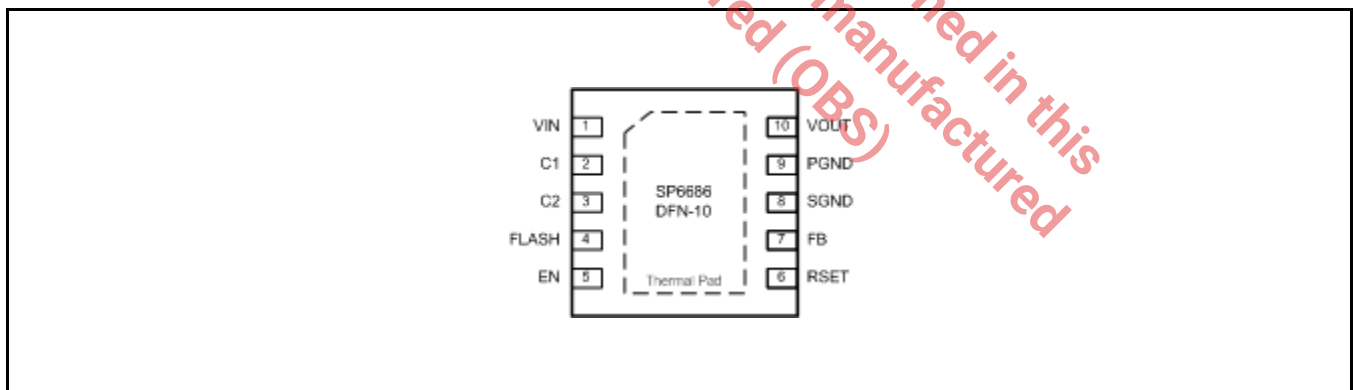 ned in this
manufactured
ed (OBS)
VIN 1
C1 2
C2 3
FLASH 4
EN 5
SP6686
DFN-10
Thermal Pad
10 VOUT
9 PGND
8 SGND
7 FB
6 RSET